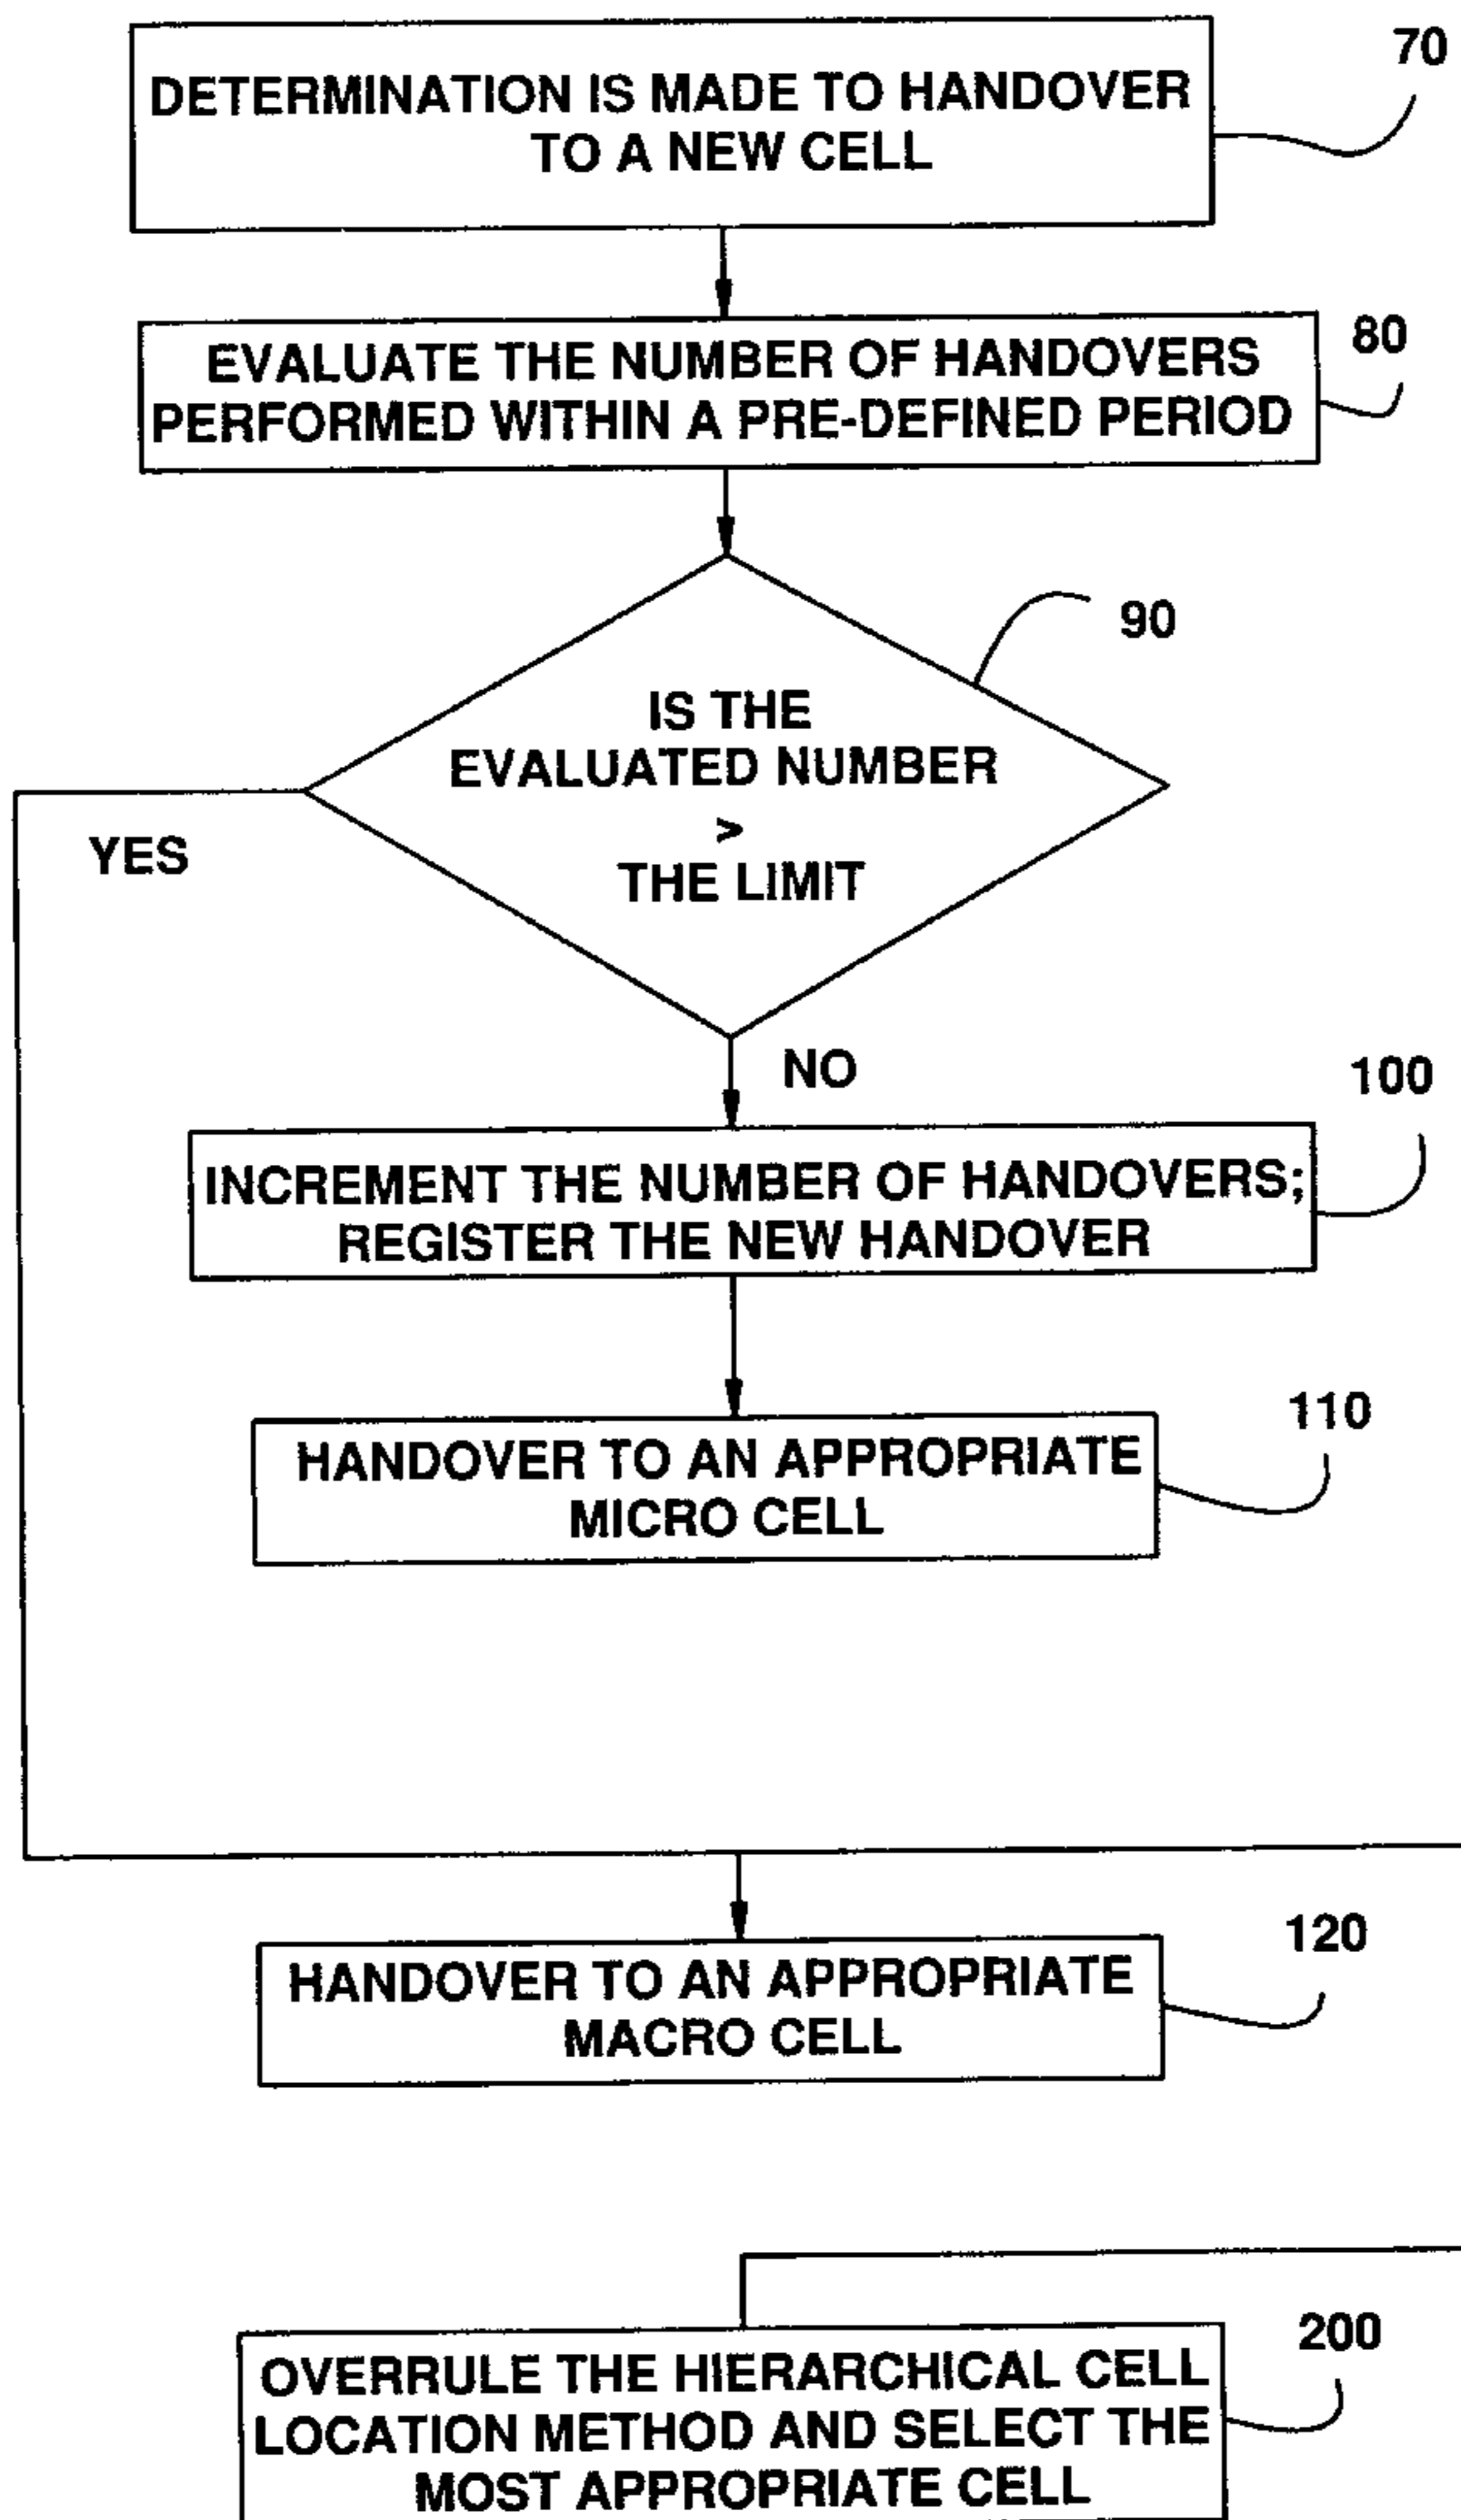 70
DETERMINATION IS MADE TO HANDOVER
TO A NEW CELL
80
EVALUATE THE NUMBER OF HANDOVERS
PERFORMED WITHIN A PRE-DEFINED PERIOD
90
IS THE
EVALUATED NUMBER
>
THE LIMIT
YES
NO
100
INCREMENT THE NUMBER OF HANDOVERS;
REGISTER THE NEW HANDOVER
110
HANDOVER TO AN APPROPRIATE
MICRO CELL
120
HANDOVER TO AN APPROPRIATE
MACRO CELL
200
OVERRULE THE HIERARCHICAL CELL
LOCATION METHOD AND SELECT THE
MOST APPROPRIATE CELL